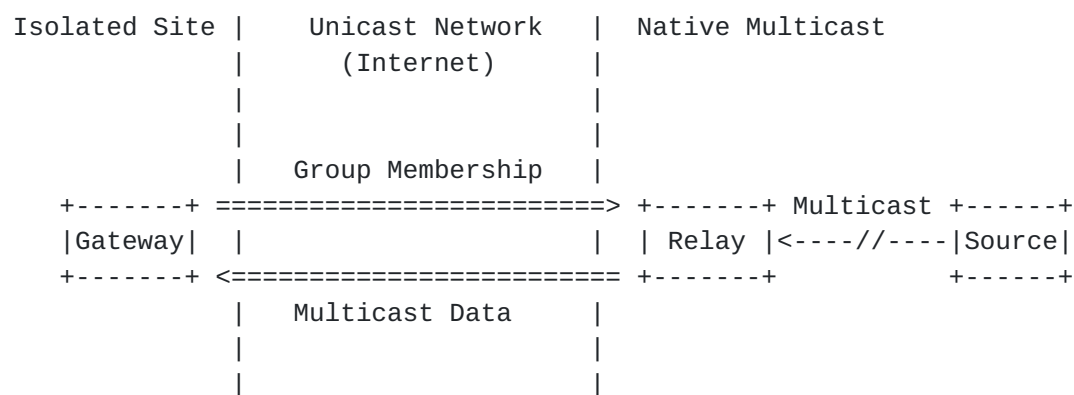 Isolated Site |    Unicast Network   |  Native Multicast
              |      (Internet)      |
              |                      |
              |                      |
              |   Group Membership   |
   +-------+ =========================> +-------+ Multicast +------+
   |Gateway|  |                      |  | Relay |<----//----|Source|
   +-------+ <========================= +-------+           +------+
              |   Multicast Data     |
              |                      |
              |                      |